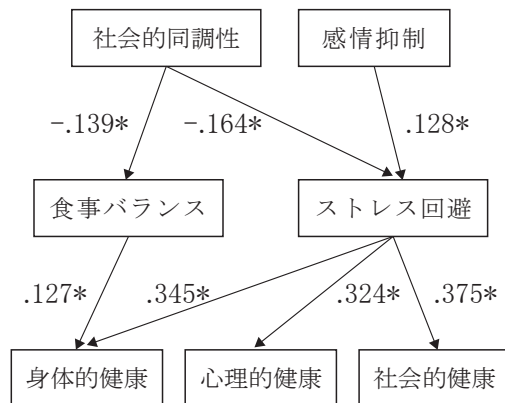 社会的同調性 感情抑制
-.139* -.164* .128*
食事バランス ストレス回避
.127* .345* .324* .375*
身体的健康 心理的健康 社会的健康